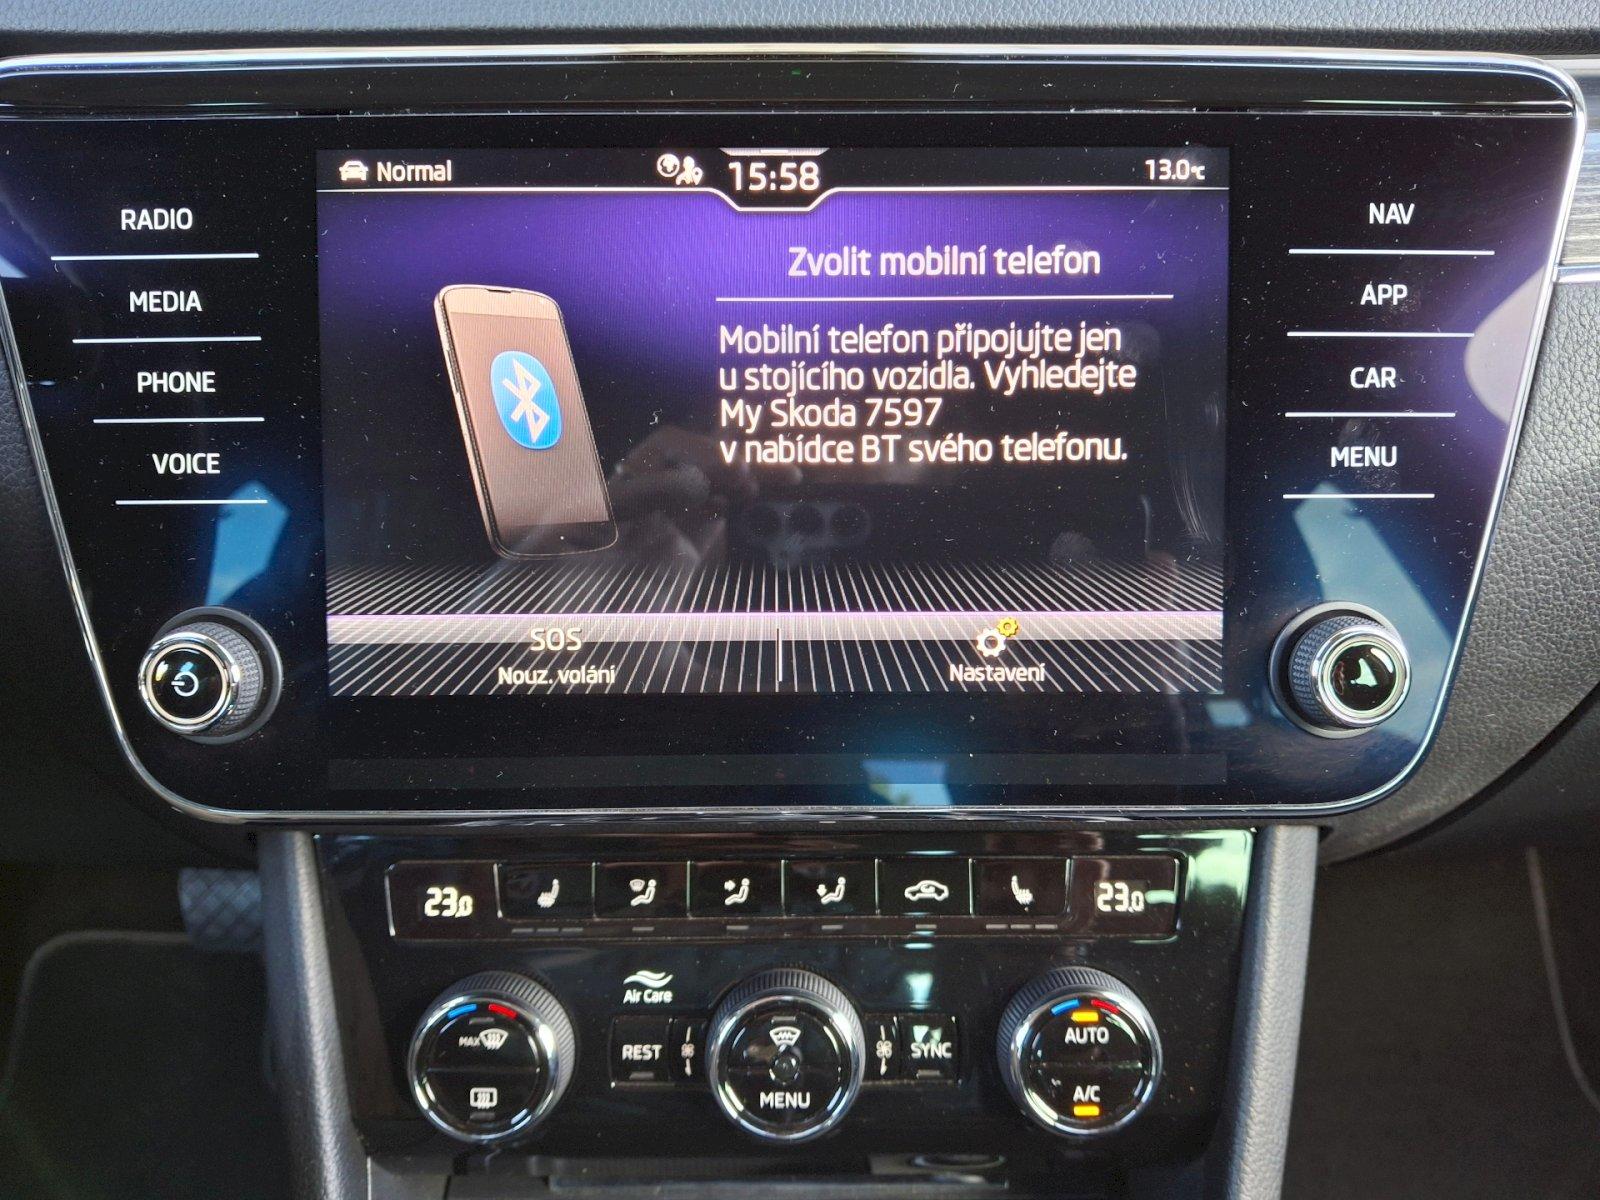 Normal
15:58
13.0°C
RADIO
MEDIA
PHONE
VOICE
NAV
APP
CAR
MENU
Zvolit mobilní telefon
Mobilní telefon připojujte jen
u stojícího vozidla. Vyhledejte
My Skoda 7597
v nabídce BT svého telefonu.
SOS
Nouz. volání
Nastavení
23.0
23.0
Air Care
MAX
REST
MENU
SYNC
AUTO
A/C